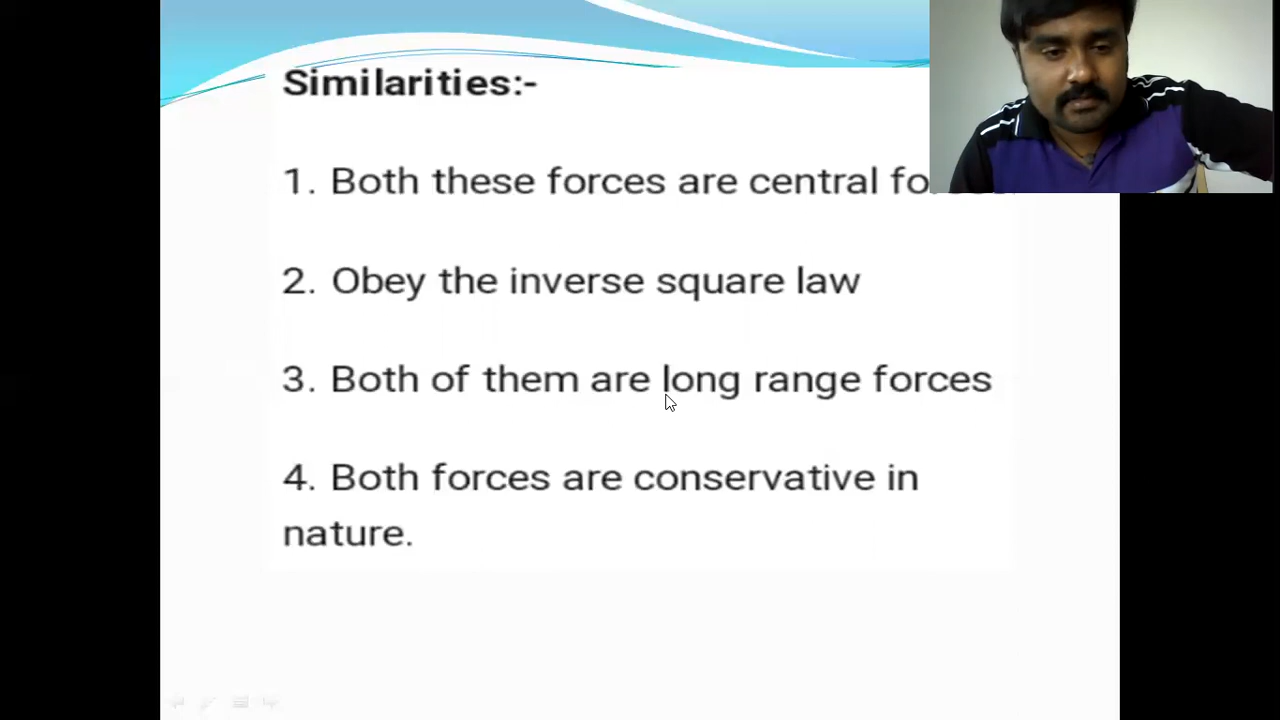 Similarities:-
1. Both these forces are central
2. Obey the inverse square law
3. Both of them are long range forces
4. Both forces are conservative in
nature.